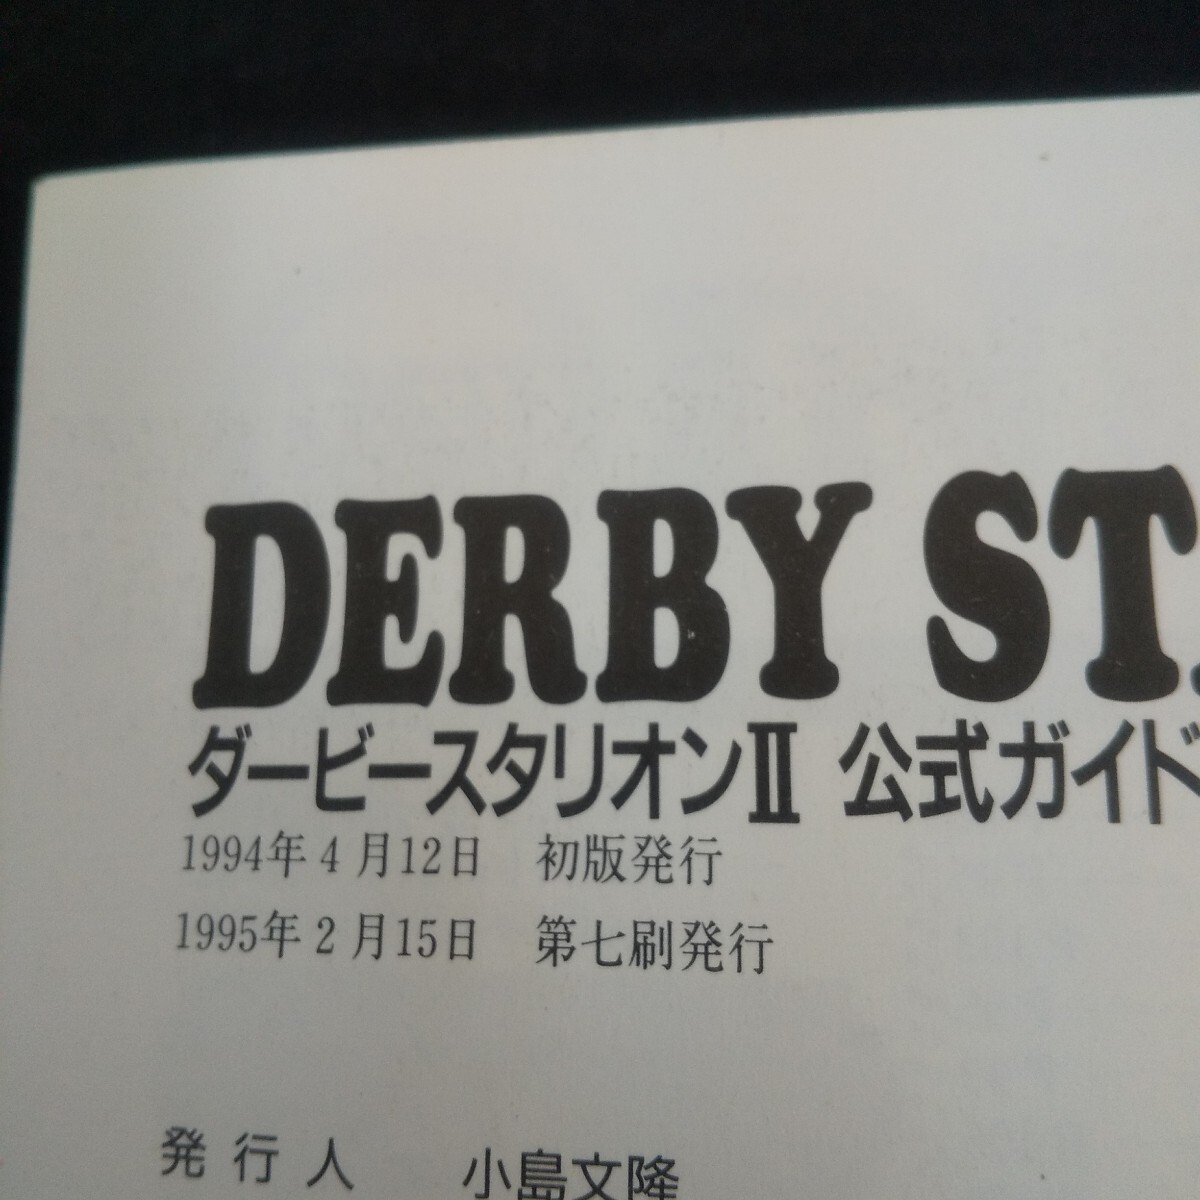 DERBY ST
ダービースタリオンII 公式ガイド
1994年4月12日 初版発行
1995年2月15日 第七刷発行
発行人 小島文隆